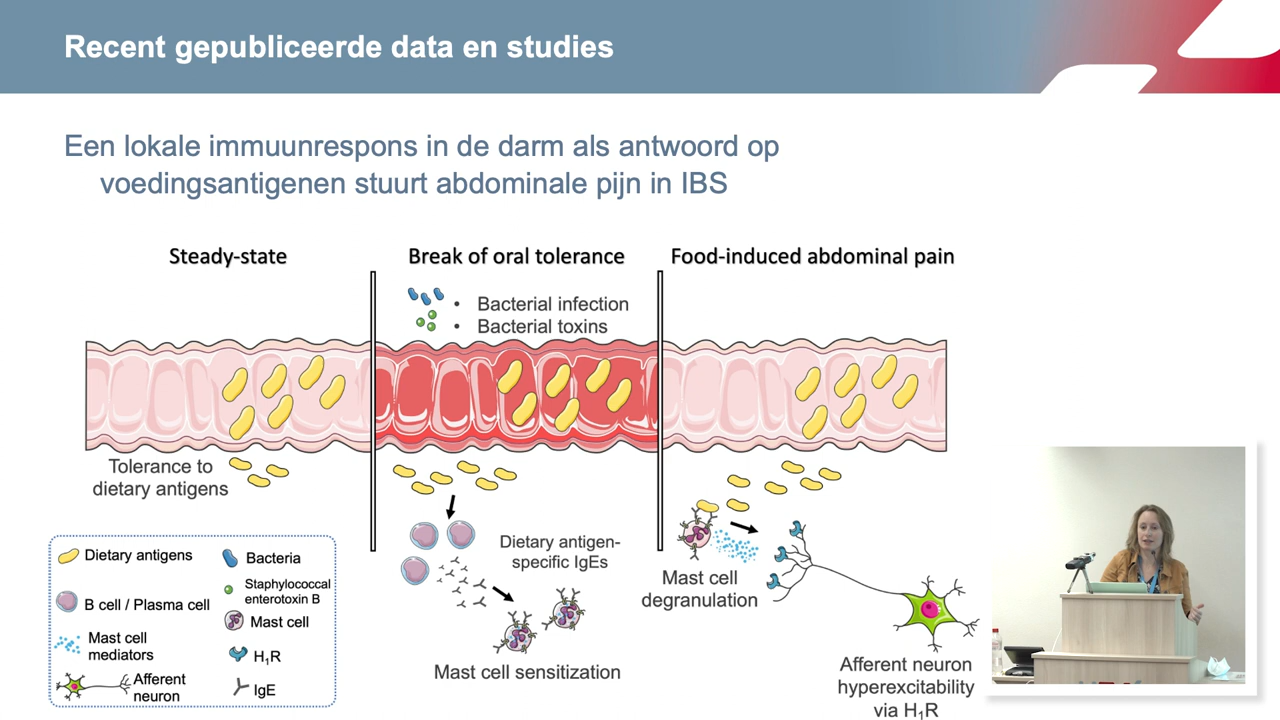 Recent gepubliceerde data en studies
Een lokale immuunrespons in de darm als antwoord op
voedingsantigenen stuurt abdominale pijn in IBS
Steady-state
Break of oral tolerance
Food-induced abdominal pain
• Bacterial infection
• Bacterial toxins
Tolerance to
dietary antigens
Dietary antigen-
specific IgEs
Mast cell sensitization
Mast cell
degranulation
Afferent neuron
hyperexcitability
via H₁R
Dietary antigens
B cell / Plasma cell
Mast cell
mediators
Afferent
neuron
Bacteria
Staphylococcal
enterotoxin B
Mast cell
H₁R
IgE